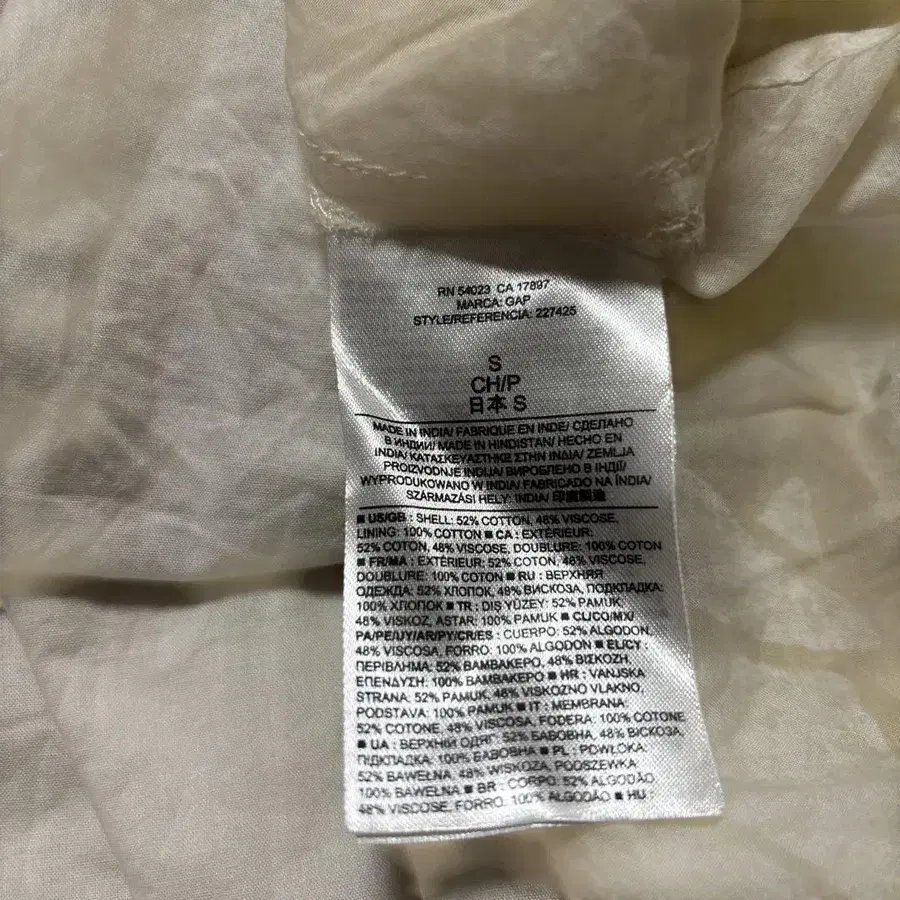 RN 54023 CA 17897
MARCA: GAP
STYLE/REFERENCIA: 227425
S
CH/P
日本 S
MADE IN INDIA/ FABRIQUE EN INDE/ СДЕЛАНО
В ИНДИИ/ MADE IN HINDISTAN/ HECHO EN
INDIA/ ΚΑΤΑΣΚΕΥΑΣΤΗΚΕ ΣΤΗΝ ΙΝΔΙΑ/ ZEMLJA
PROIZVODNJE INDIJA/ ВИРОБЛЕНО В ІНДІЇ/
WYPRODUKOWANO W INDIA/ FABRICADO NA ÍNDIA/
SZÁRMAZÁSI HELY: INDIA/ 印度製造
■ US/GB : SHELL: 52% COTTON, 48% VISCOSE,
LINING: 100% COTTON ■ CA : EXTÉRIEUR:
52% COTON, 48% VISCOSE, DOUBLURE: 100% COTON
■ FR/MA : EXTÉRIEUR: 52% COTON, 48% VISCOSE,
DOUBLURE: 100% COTON ■ RU : ВЕРХНЯЯ
ОДЕЖДА: 52% ХЛОПОК, 48% ВИСКОЗА, ПОДКЛАДКА:
100% ХЛОПОК ■ TR : DIŞ YÜZEY: 52% PAMUK,
48% VISKOZ, ASTAR: 100% PAMUK ■ CL/CO/MX/
PA/PE/UY/AR/PY/CR/ES : CUERPO: 52% ALGODON,
48% VISCOSA, FORRO: 100% ALGODON ■ EL/CY :
ΠΕΡΙΒΛΗΜΑ: 52% ΒΑΜΒΑΚΕΡΟ, 48% ΒΙΣΚΟΖΗ,
ΕΠΕΝΔΥΣΗ: 100% ΒΑΜΒΑΚΕΡΟ ■ HR : VANJSKA
STRANA: 52% PAMUK, 48% VISKOZNO VLAKNO,
PODSTAVA: 100% PAMUK ■ IT : MEMBRANA:
52% COTONE, 48% VISCOSA, FODERA: 100% COTONE
■ UA : ВЕРХНІЙ ОДЯГ: 52% БАВОВНА, 48% ВІСКОЗА,
ПІДКЛАДКА: 100% БАВОВНА ■ PL : POWŁOKA:
52% BAWEŁNA, 48% WISKOZA, PODSZEWKA:
100% BAWEŁNA ■ BR : CORPO: 52% ALGODÃO,
48% VISCOSE, FORRO: 100% ALGODÃO ■ HU :